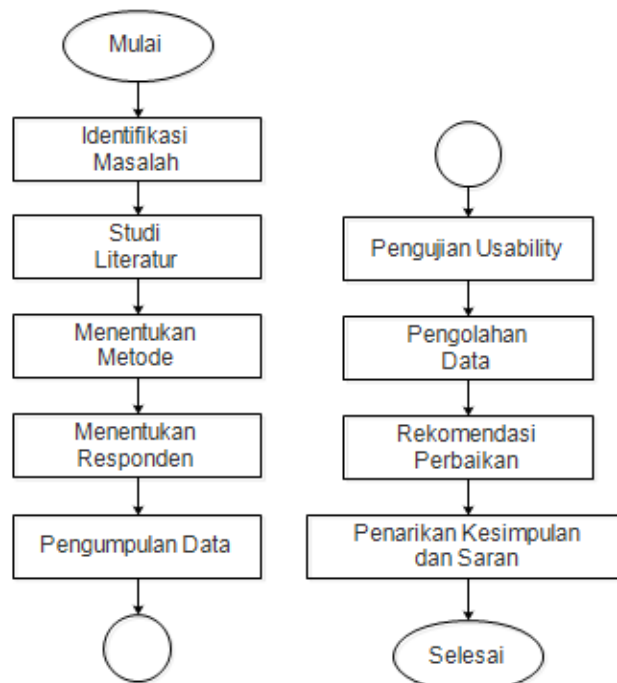 Mulai
Identifikasi
Masalah
Studi
Literatur
Menentukan
Metode
Menentukan
Responden
Pengumpulan Data
Pengujian Usability
Pengolahan
Data
Rekomendasi
Perbaikan
Penarikan Kesimpulan
dan Saran
Selesai